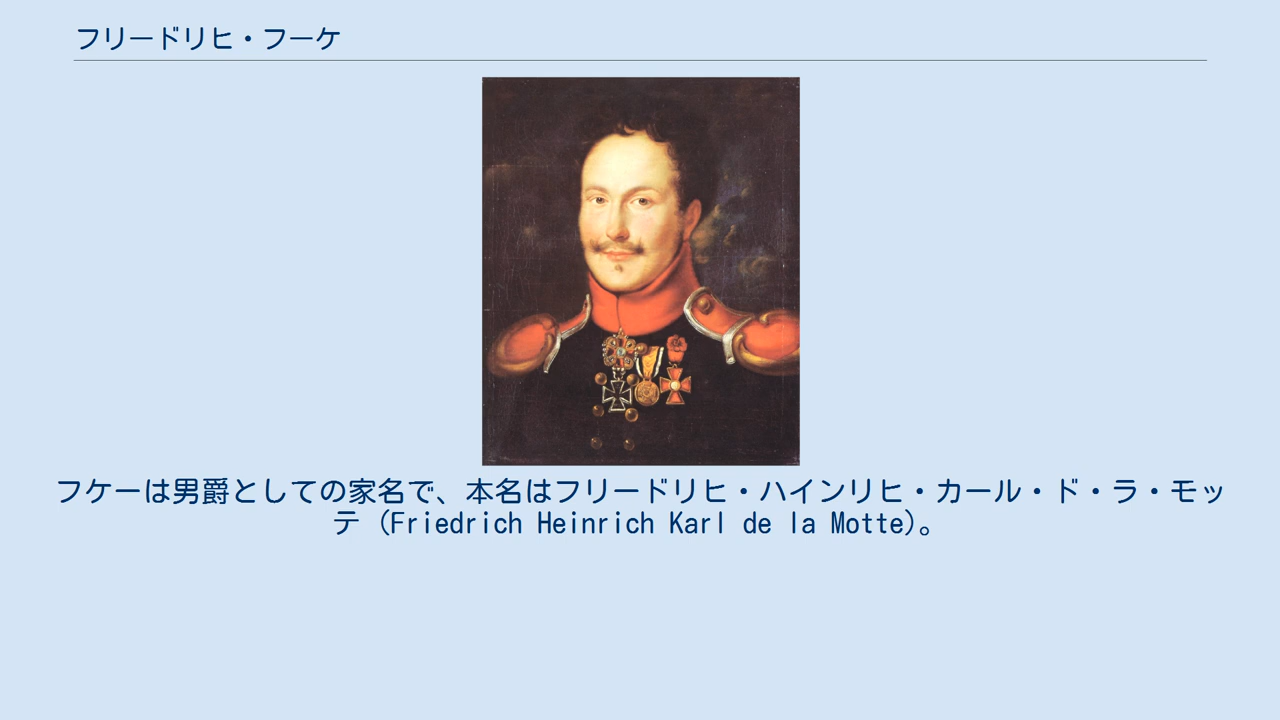 フリードリヒ・フーケ
フケーは男爵としての家名で、本名はフリードリヒ・ハインリヒ・カール・ド・ラ・モッ
テ (Friedrich Heinrich Karl de la Motte)。